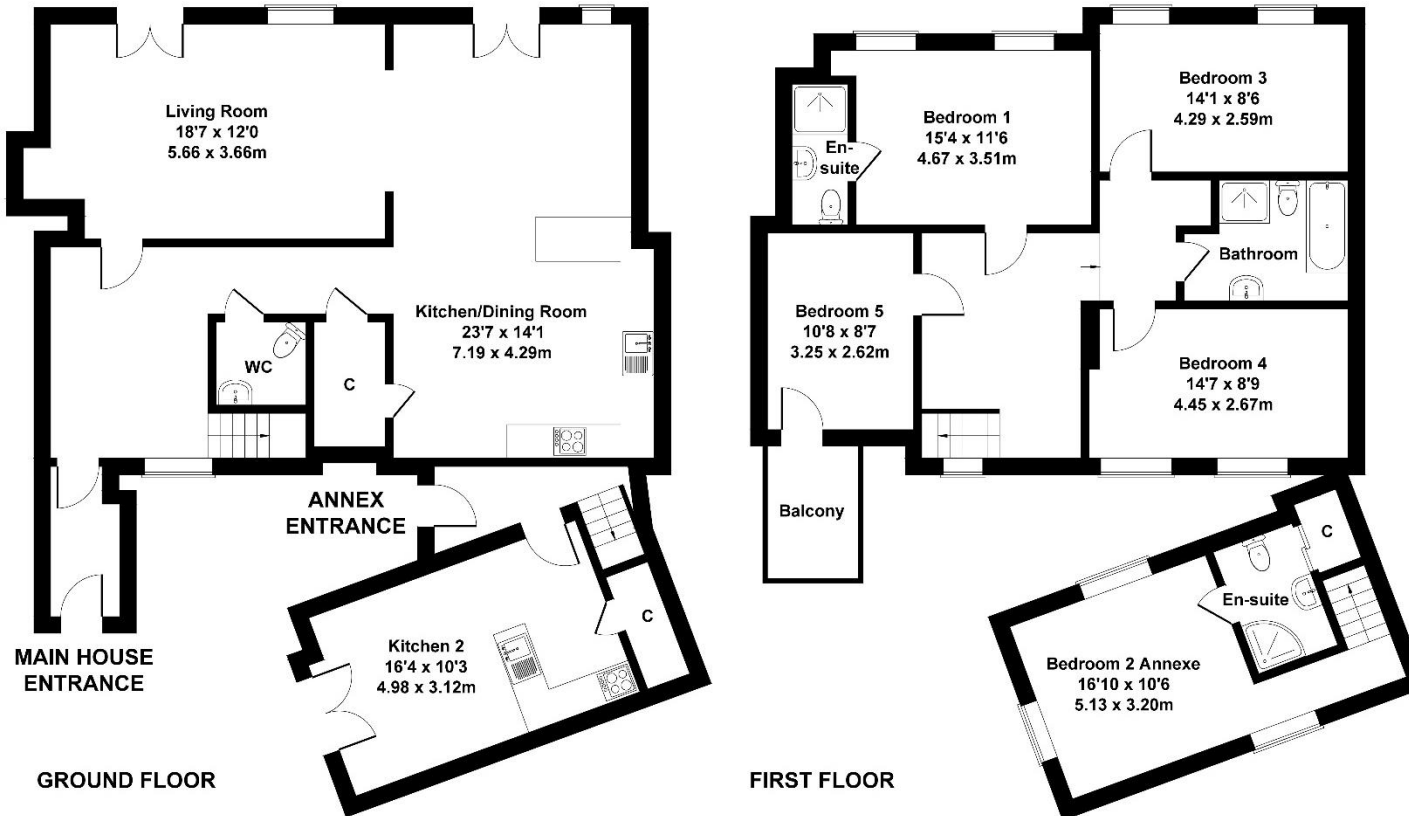 Living Room
18'7 x 12'0
5.66 x 3.66m
Kitchen/Dining Room
23'7 x 14'1
7.19 x 4.29m
WC
C
ANNEX
ENTRANCE
MAIN HOUSE
ENTRANCE
Kitchen 2
16'4 x 10'3
4.98 x 3.12m
C
GROUND FLOOR
Bedroom 3
14'1 x 8'6
4.29 x 2.59m
Bedroom 1
15'4 x 11'6
4.67 x 3.51m
En-
suite
Bathroom
Bedroom 5
10'8 x 8'7
3.25 x 2.62m
Bedroom 4
14'7 x 8'9
4.45 x 2.67m
Balcony
C
En-suite
Bedroom 2 Annexe
16'10 x 10'6
5.13 x 3.20m
FIRST FLOOR